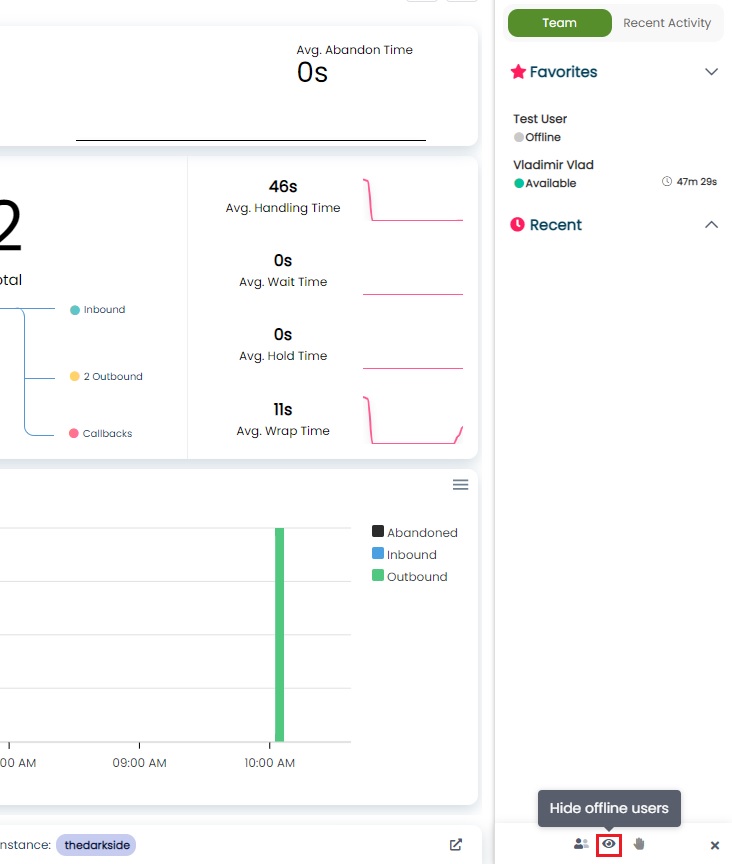 Avg. Abandon Time
0s
2
otal
Inbound
2 Outbound
Callbacks
46s
Avg. Handling Time
0s
Avg. Wait Time
0s
Avg. Hold Time
11s
Avg. Wrap Time
Abandoned
Inbound
Outbound
00 AM
09:00 AM
10:00 AM
nstance: thedarkside
Team
Recent Activity
Favorites
Test User
Offline
Vladimir Vlad
Available
47m 29s
Recent
Hide offline users